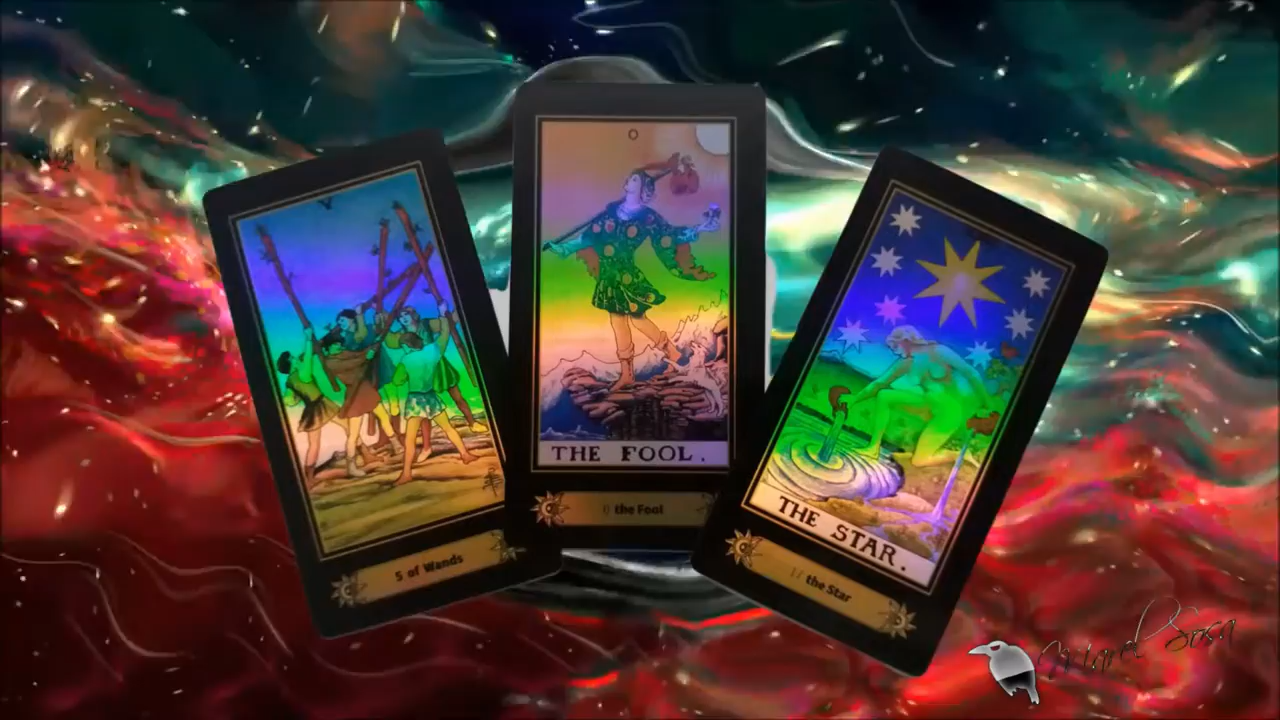 V
5 of Wands
0
THE FOOL.
0 the Fool
THE STAR.
the Star